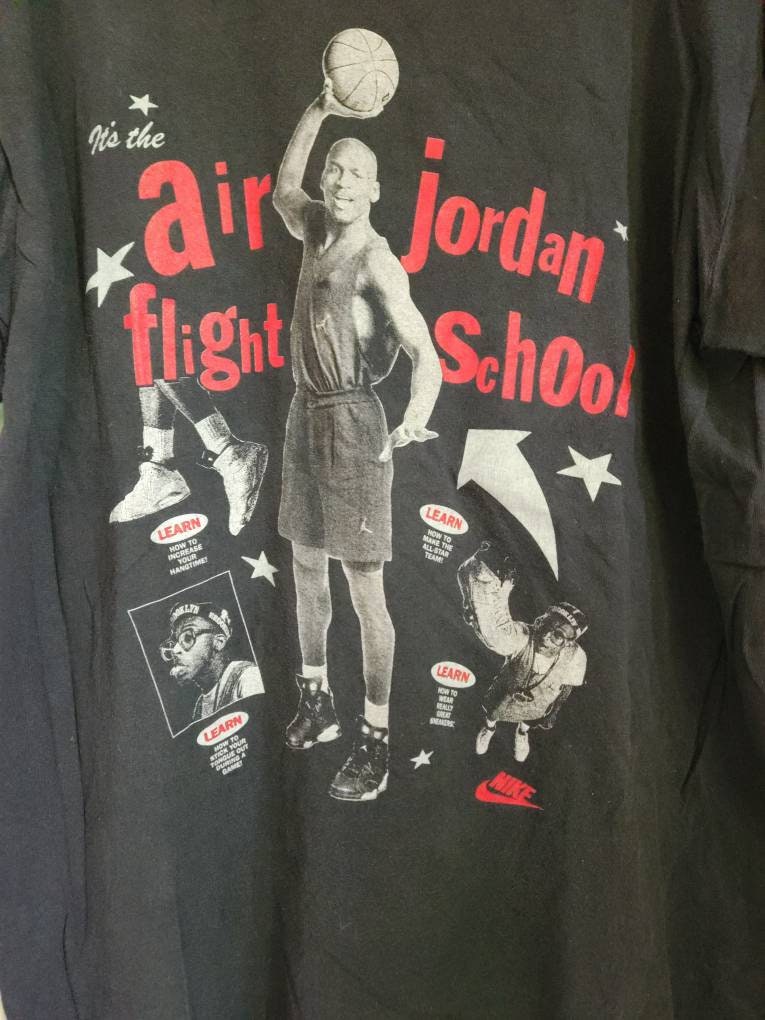 It's the
air jordan
flight school
LEARN
HOW TO
INCREASE
YOUR
HANGTIME!
LEARN
HOW TO
MAKE THE
ALL-STAR
TEAM!
BROOKLYN
LEARN
HOW TO
STICK YOUR
TONGUE OUT
DURING A
GAME!
LEARN
HOW TO
WEAR
REALLY
GREAT
SNEAKERS!
NIKE